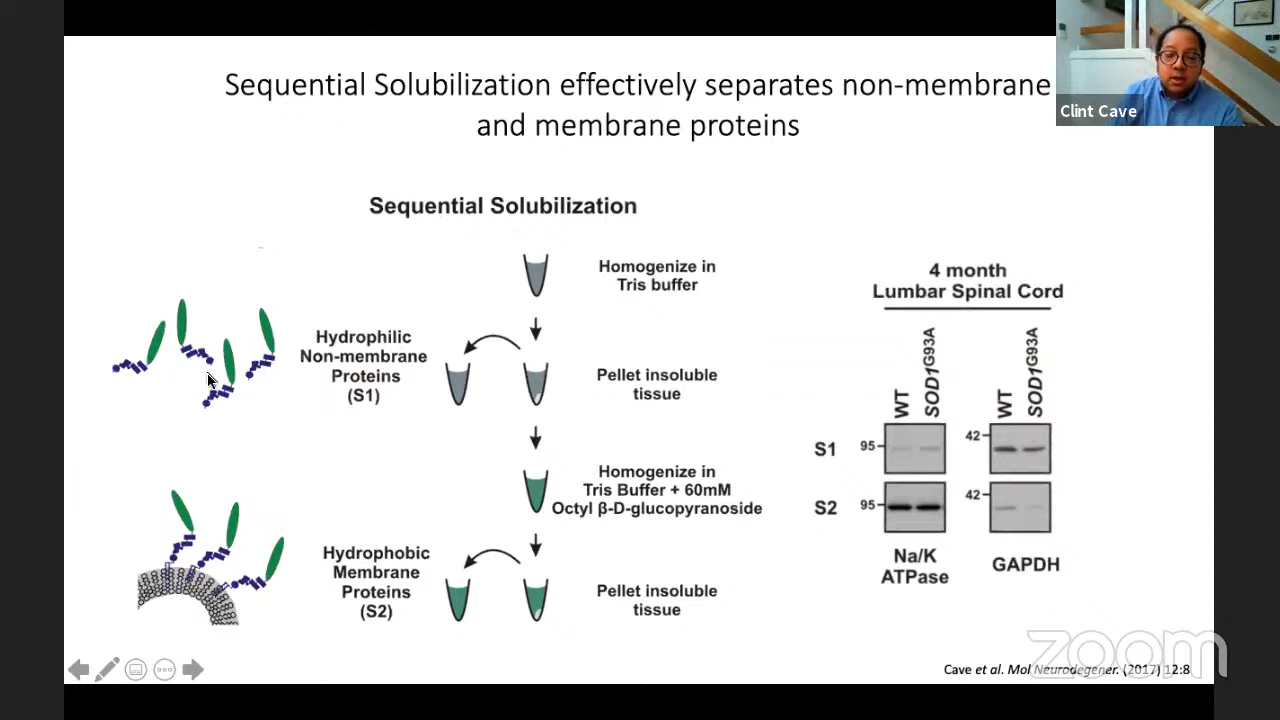 Sequential Solubilization effectively separates non-membrane
and membrane proteins
Clint Cave
Sequential Solubilization
Homogenize in
Tris buffer
Hydrophilic
Non-membrane
Proteins
(S1)
Pellet insoluble
tissue
Homogenize in
Tris Buffer + 60mM
Octyl β-D-glucopyranoside
Hydrophobic
Membrane
Proteins
(S2)
Pellet insoluble
tissue
4 month
Lumbar Spinal Cord
WT
SOD1G93A
WT
SOD1G93A
S1
95
42
S2
95
42
Na/K
ATPase
GAPDH
Cave et al. Mol Neurodegener. (2017) 12:8
zoom